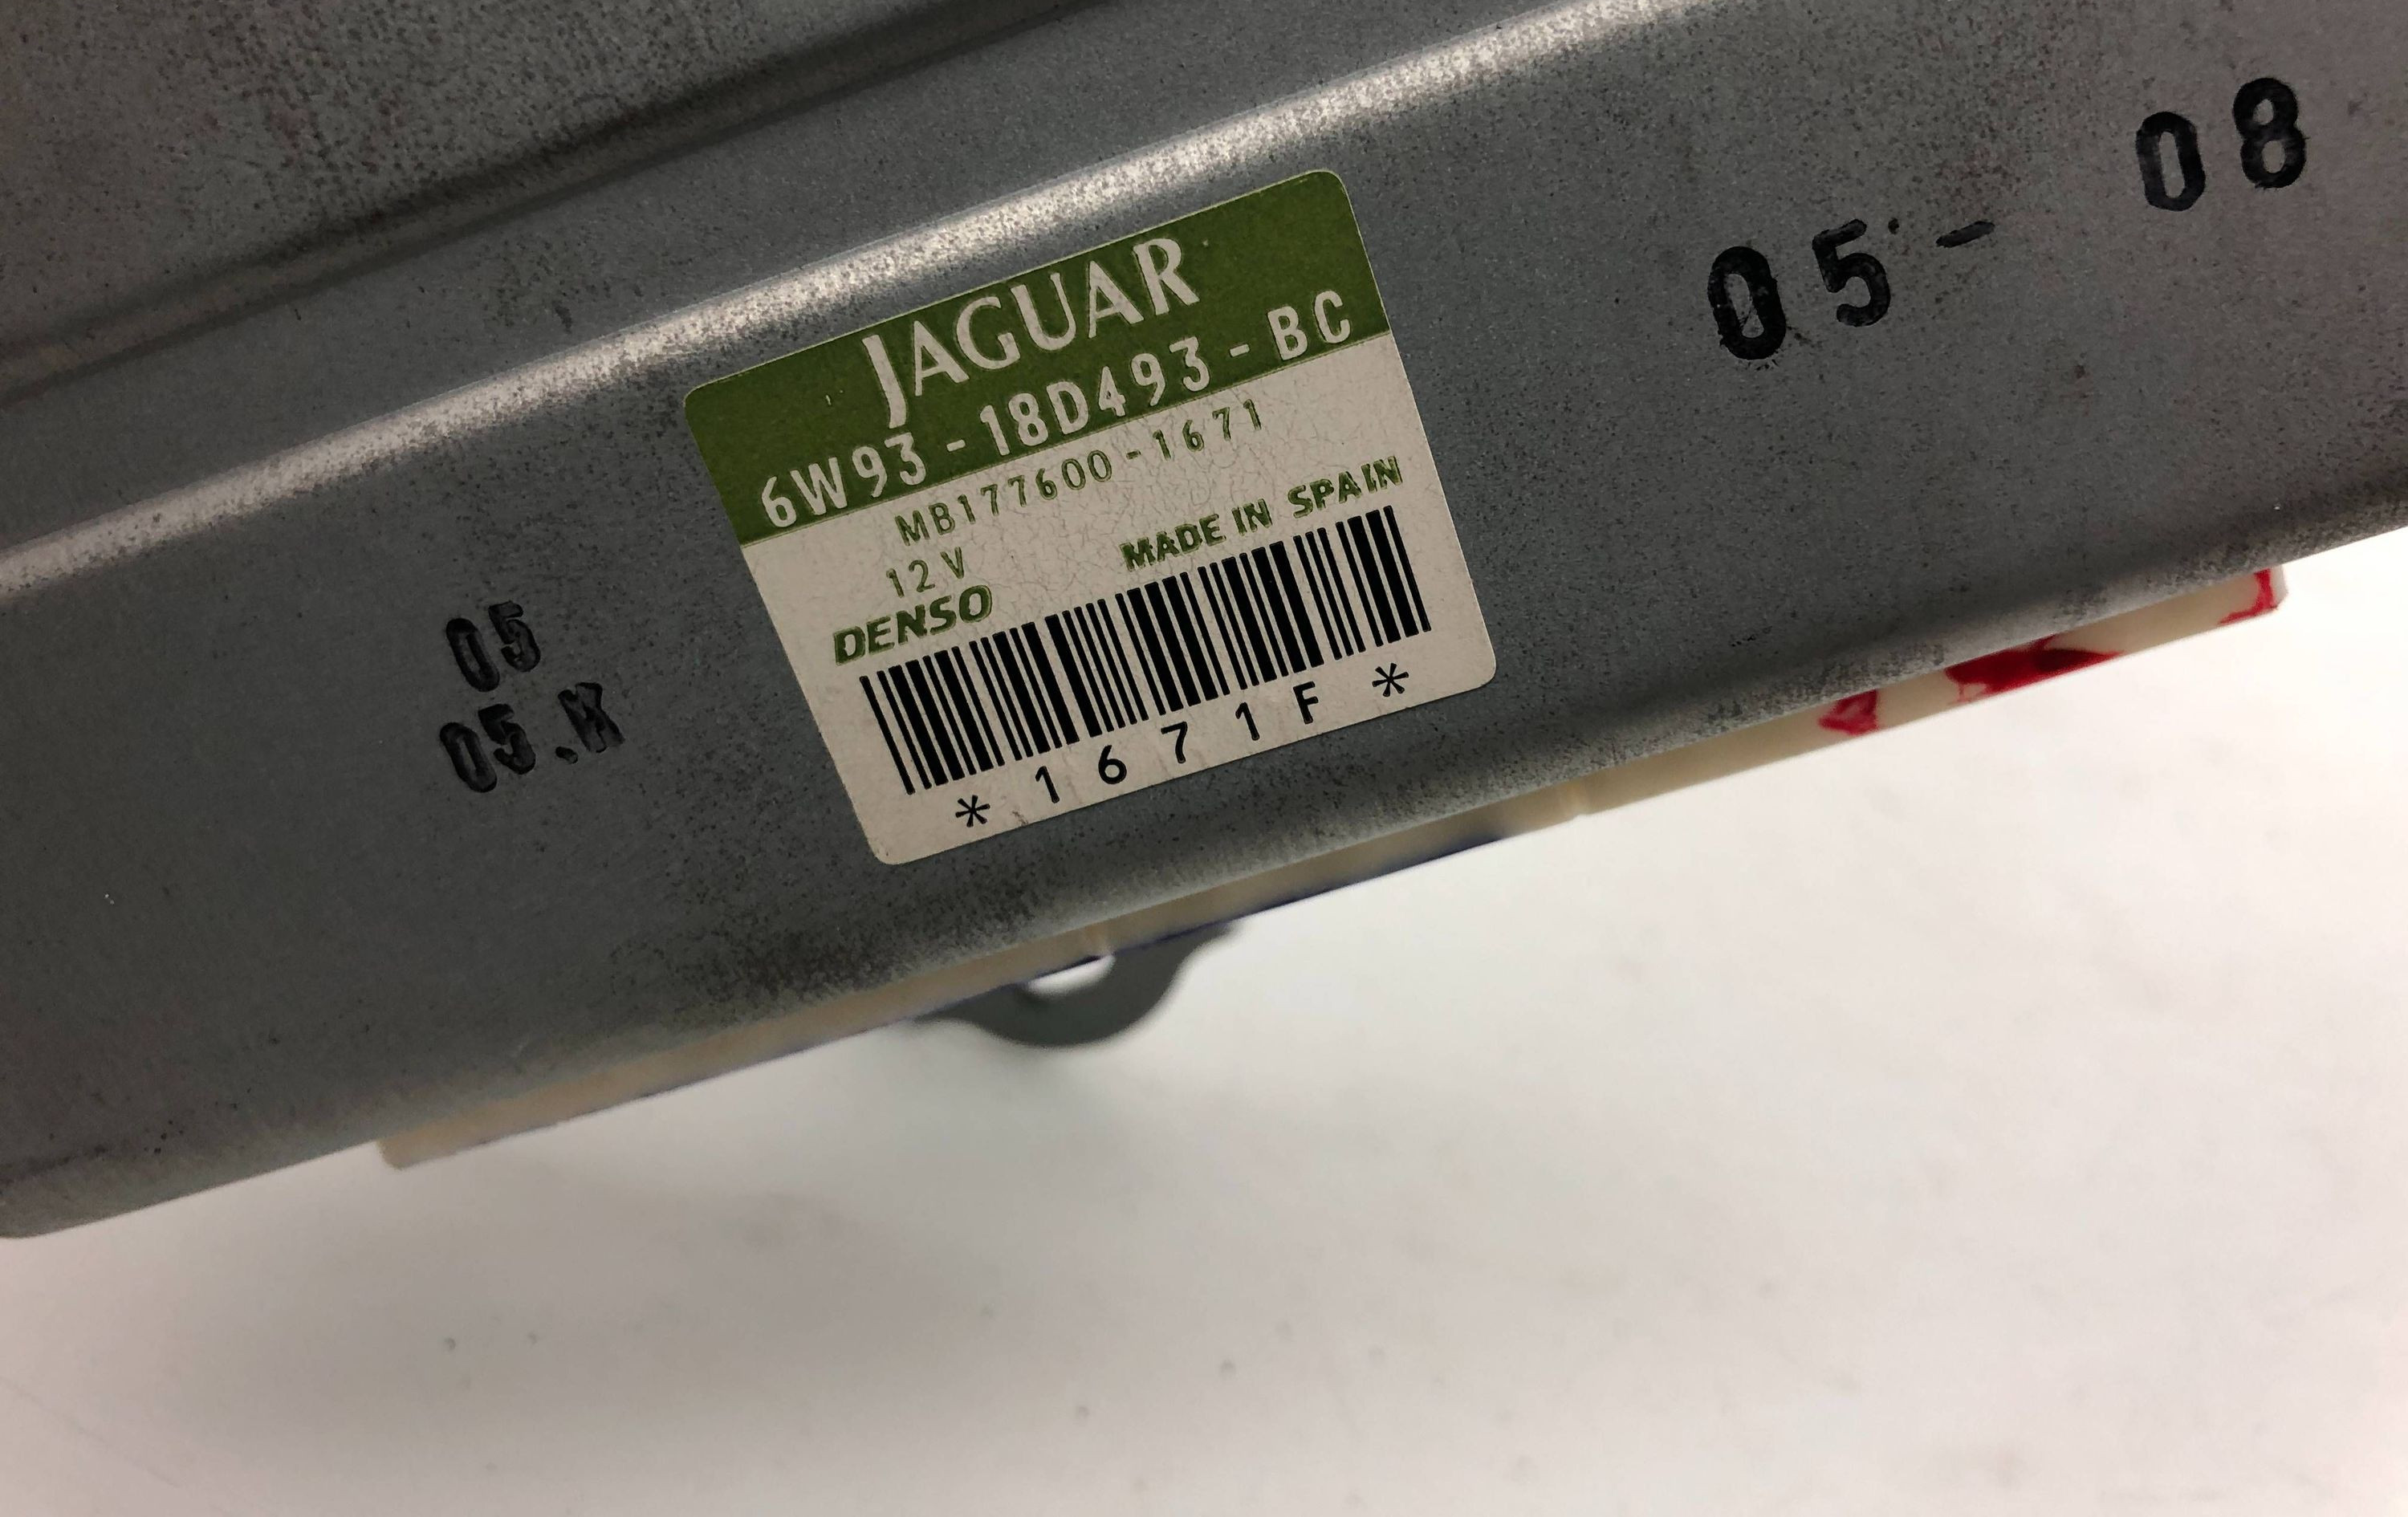 JAGUAR
6W93-18D493-BC
MB177600-1671
12V MADE IN SPAIN
DENSO
*1671F*
05- 08
05
05.K